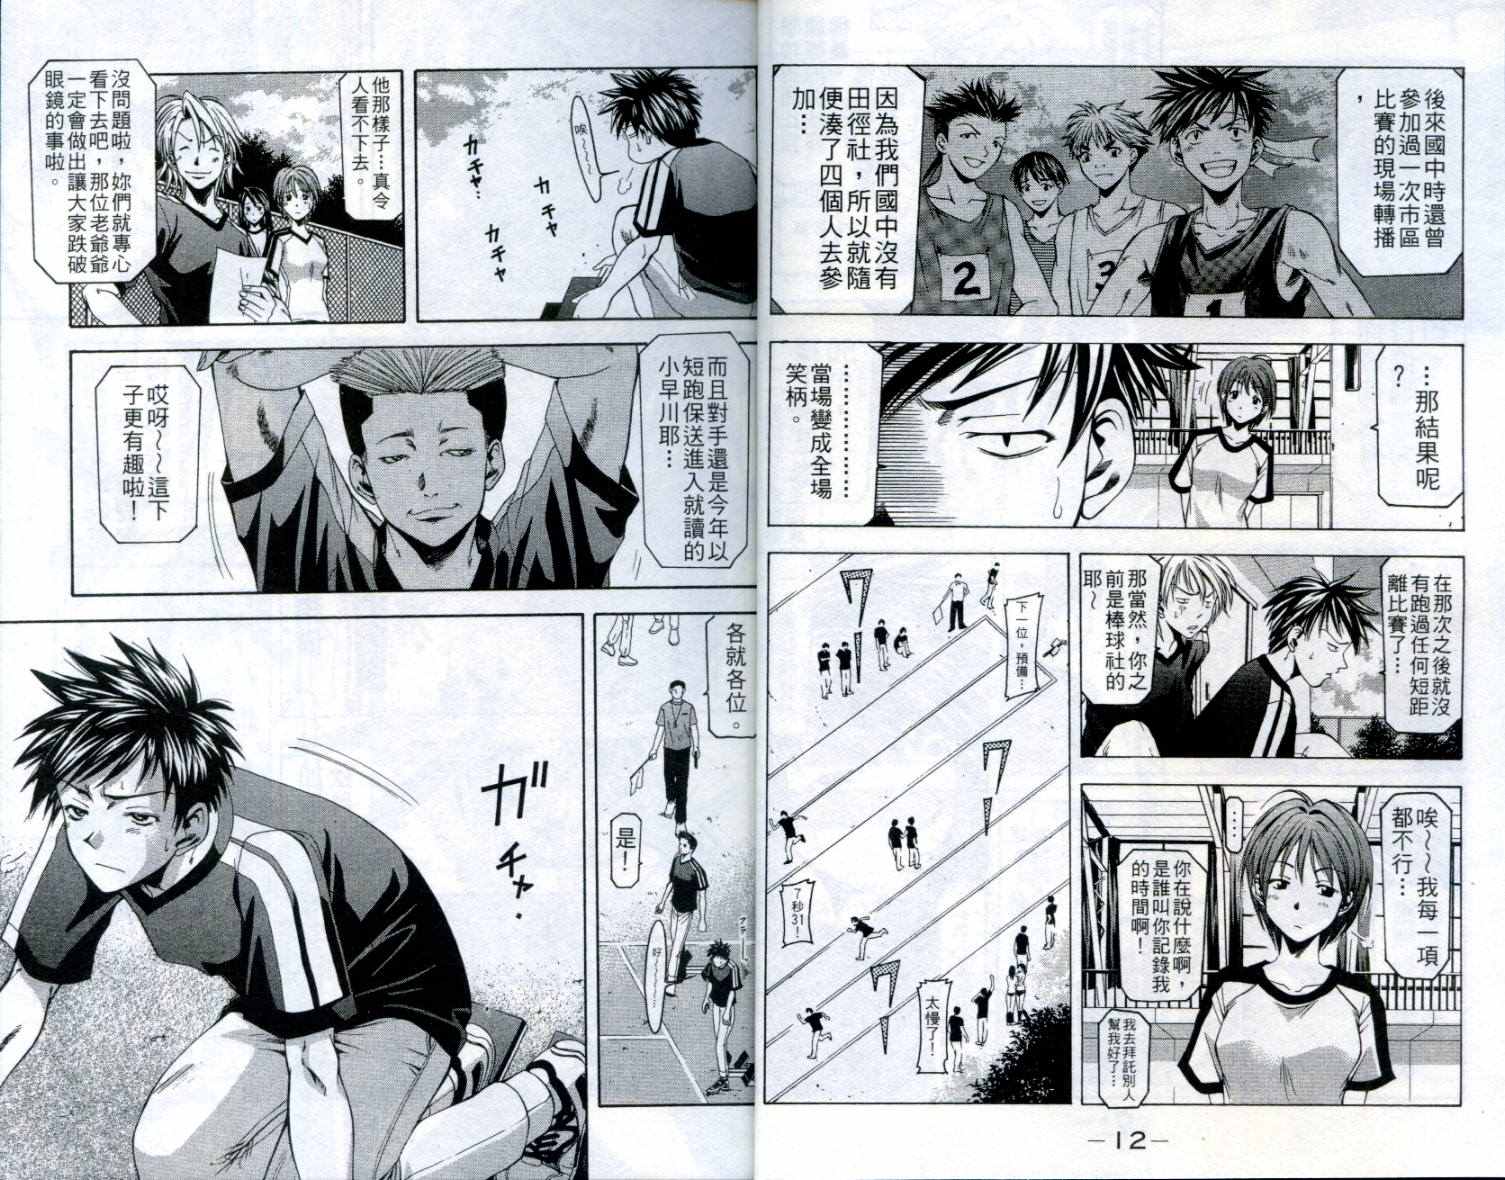 後來國中時還曾
參加過一次市區
比賽的現場轉播
，
因為我們國中沒有
田徑社，所以就隨
便湊了四個人去參
加…
2
3
1
…那結果呢
？
………………
當場變成全場
笑柄。
在那次之後就沒
有跑過任何短距
離比賽了…
那當然，你之
前是棒球社的
耶～
下一位，預備…
7秒31！
太慢了！
唉～～我每一項
都不行…
……
你在說什麼啊，
是誰叫你記錄我
的時間啊！
我去拜託別人
幫我好了…
—12—
唉～～～～
カチャ…
カチャ
カチャ
他那樣子…真令
人看不下去。
沒問題啦，妳們就專心
看下去吧，那位老爺爺
一定會做出讓大家跌破
眼鏡的事啦。
而且對手還是今年以
短跑保送進入就讀的
小早川耶…
哎呀～～這下
子更有趣啦！
各就各位。
是！
好～～～～
ガチャ．